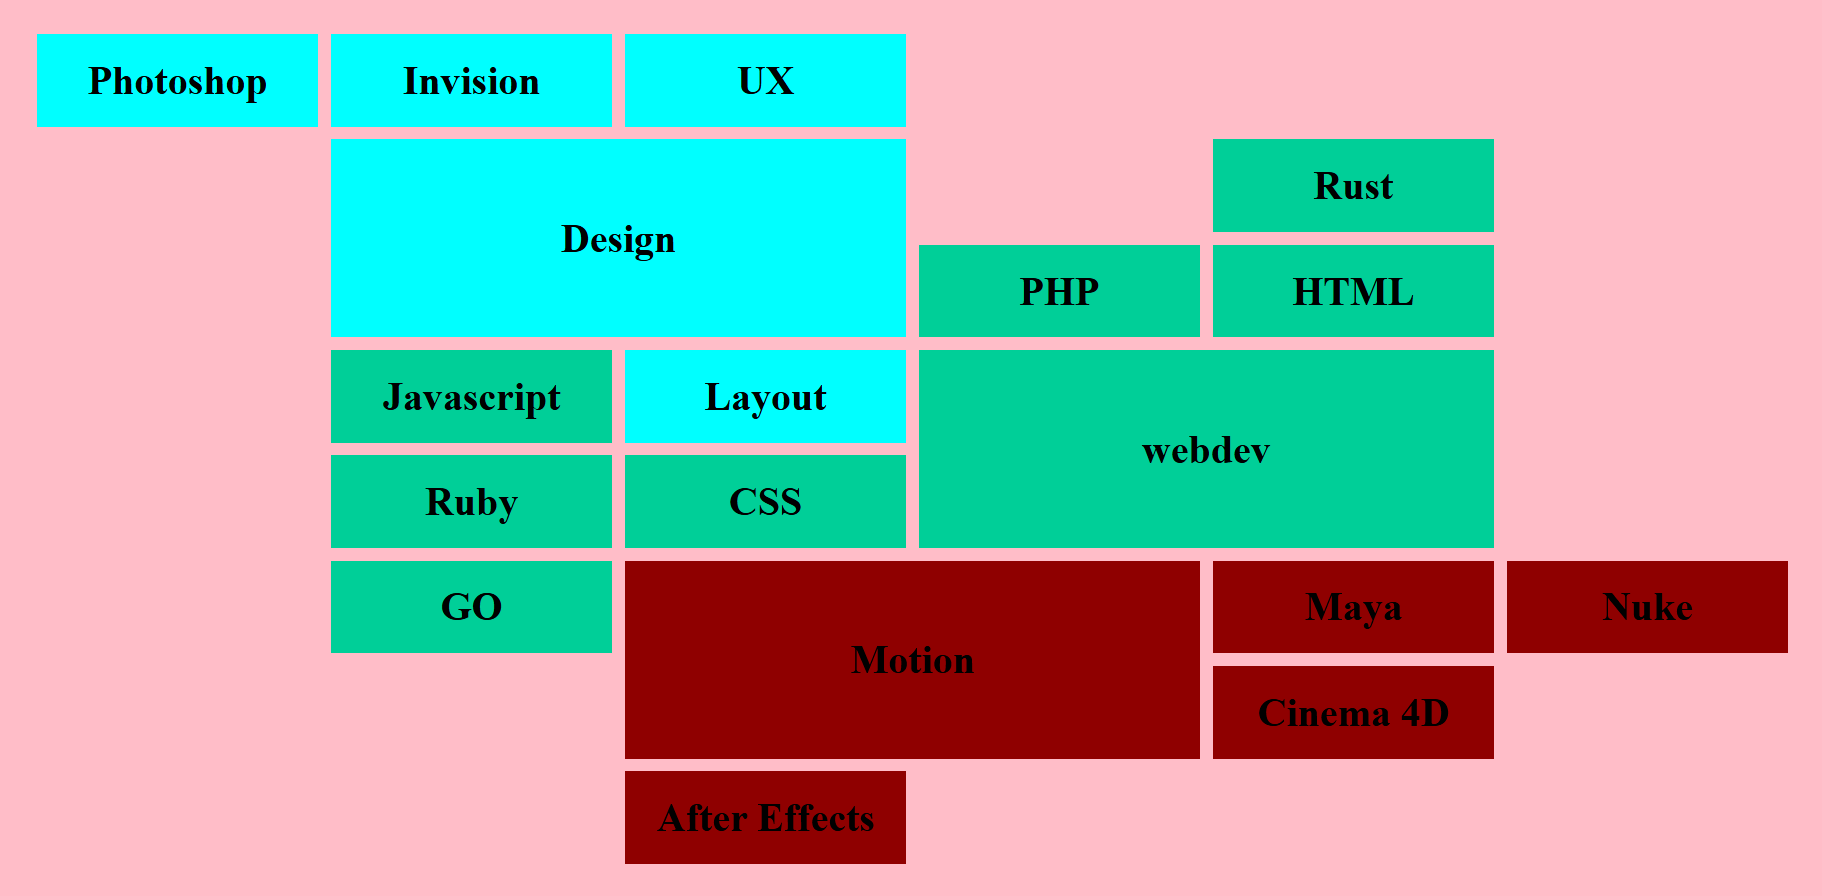 Photoshop
Invision
UX
Design
Rust
PHP
HTML
Javascript
Layout
webdev
Ruby
CSS
GO
Motion
Maya
Nuke
Cinema 4D
After Effects